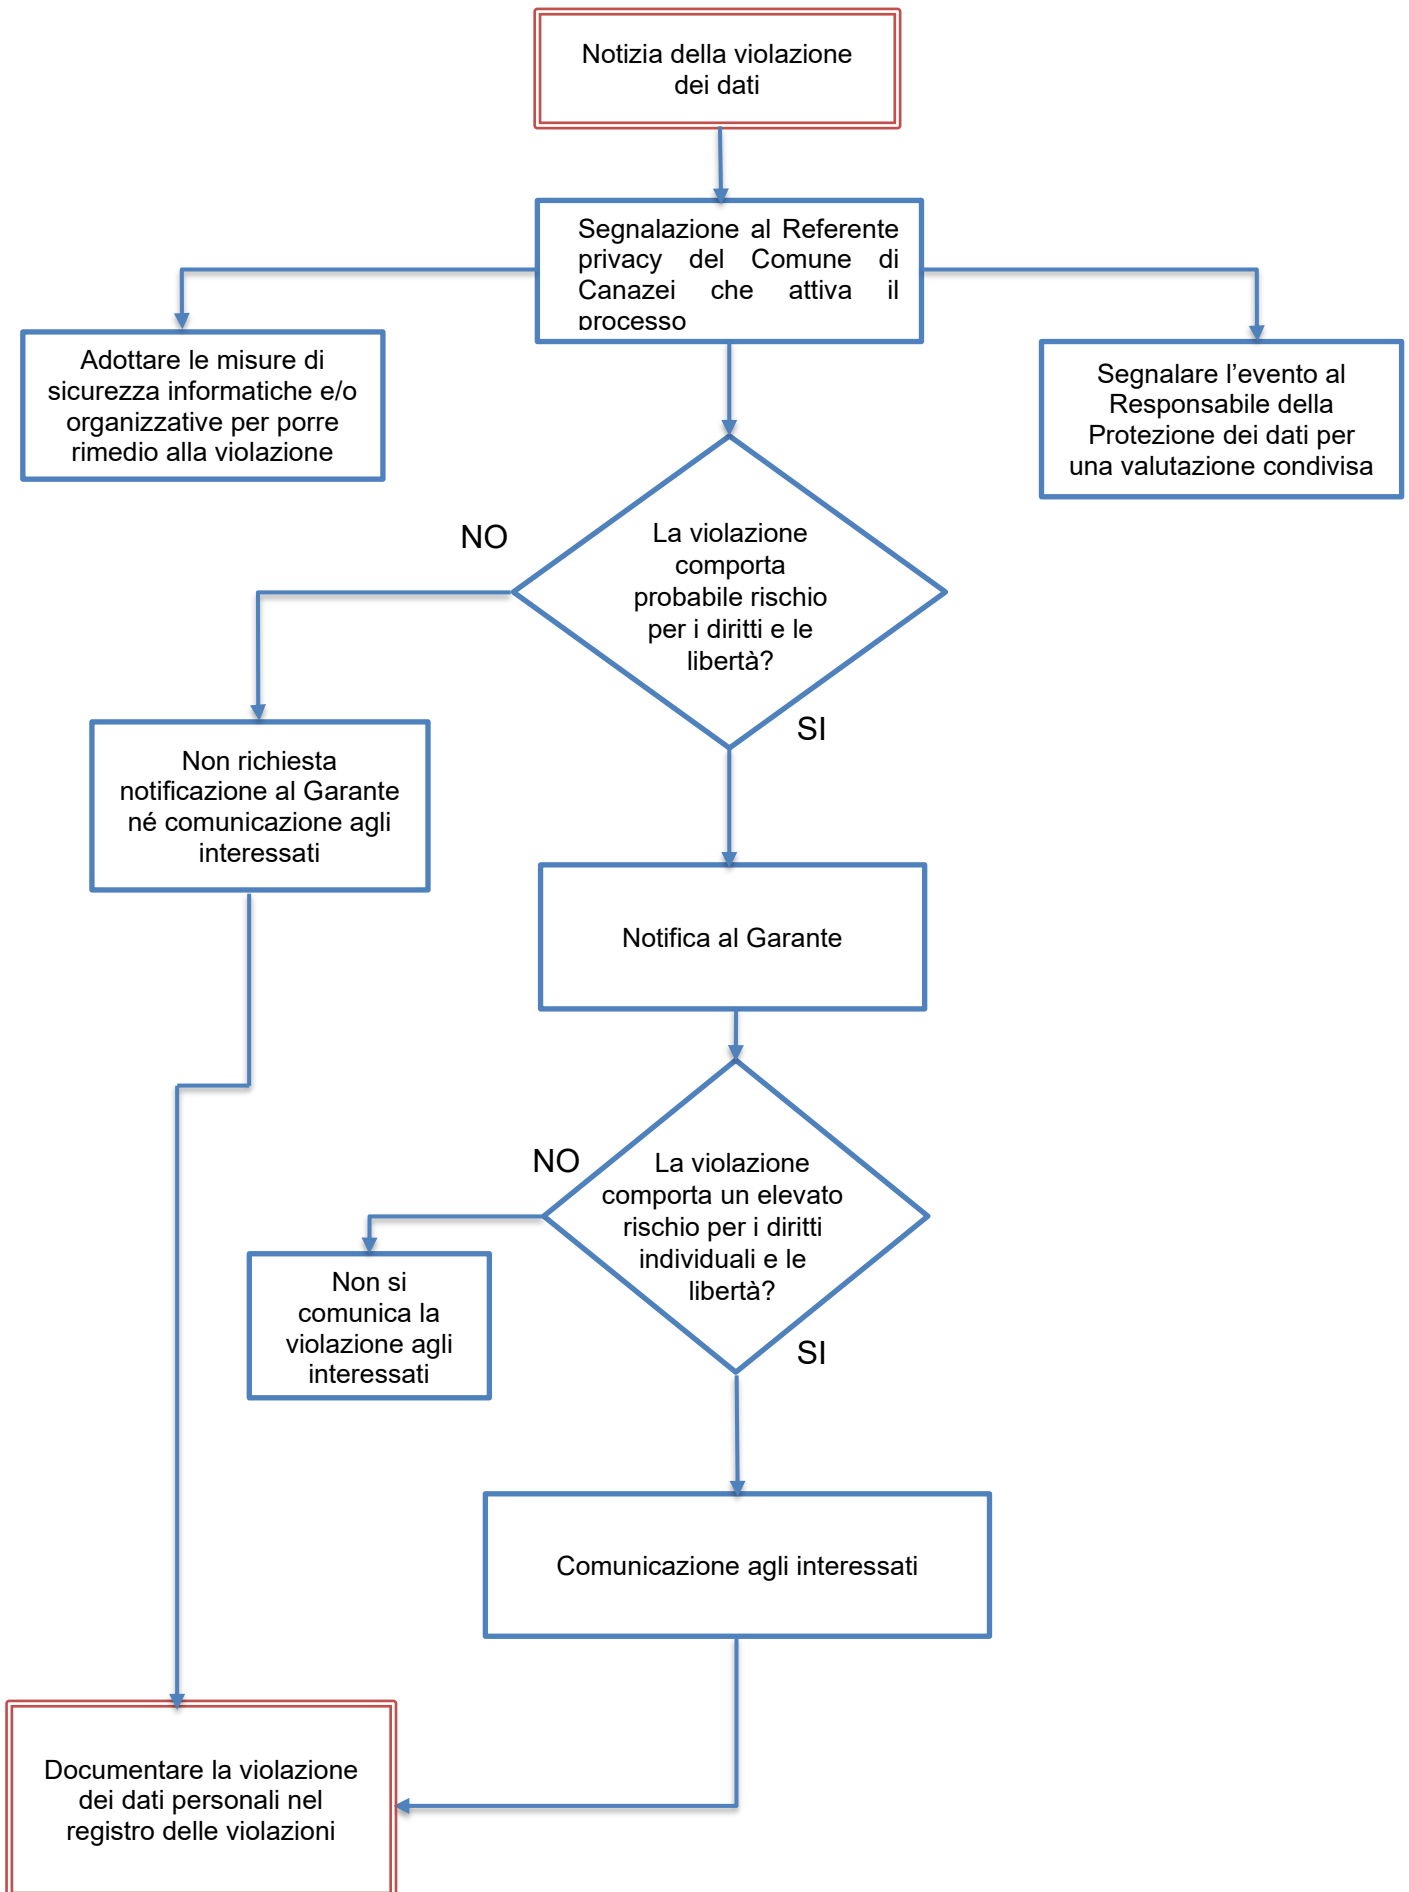 Notizia della violazione
dei dati
Segnalazione al Referente
privacy del Comune di
Canazei che attiva il
processo
Adottare le misure di
sicurezza informatiche e/o
organizzative per porre
rimedio alla violazione
Segnalare l’evento al
Responsabile della
Protezione dei dati per
una valutazione condivisa
NO
La violazione
comporta
probabile rischio
per i diritti e le
libertà?
SI
Non richiesta
notificazione al Garante
né comunicazione agli
interessati
Notifica al Garante
NO
La violazione
comporta un elevato
rischio per i diritti
individuali e le
libertà?
SI
Non si
comunica la
violazione agli
interessati
Comunicazione agli interessati
Documentare la violazione
dei dati personali nel
registro delle violazioni